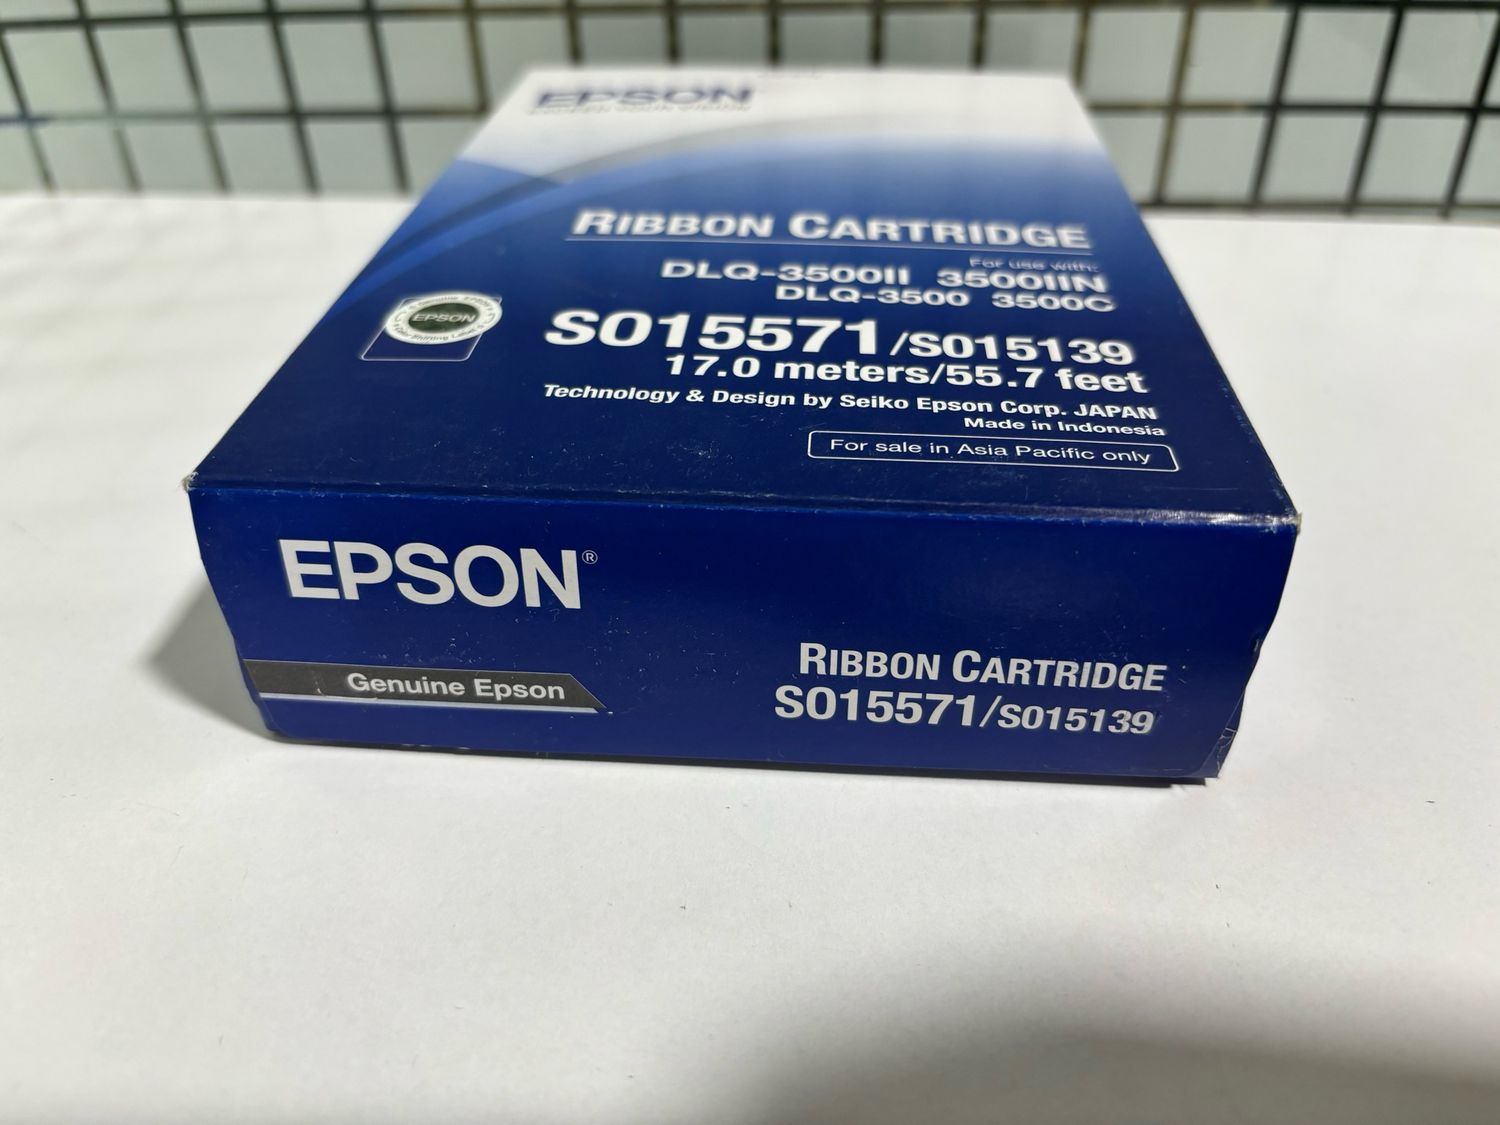 EPSON
RIBBON CARTRIDGE
For use with:
DLQ-3500II 3500IIN
DLQ-3500 3500C
EPSON
S015571/S015139
17.0 meters/55.7 feet
Technology & Design by Seiko Epson Corp. JAPAN
Made in Indonesia
For sale in Asia Pacific only
EPSON®
Genuine Epson
RIBBON CARTRIDGE
S015571/S015139